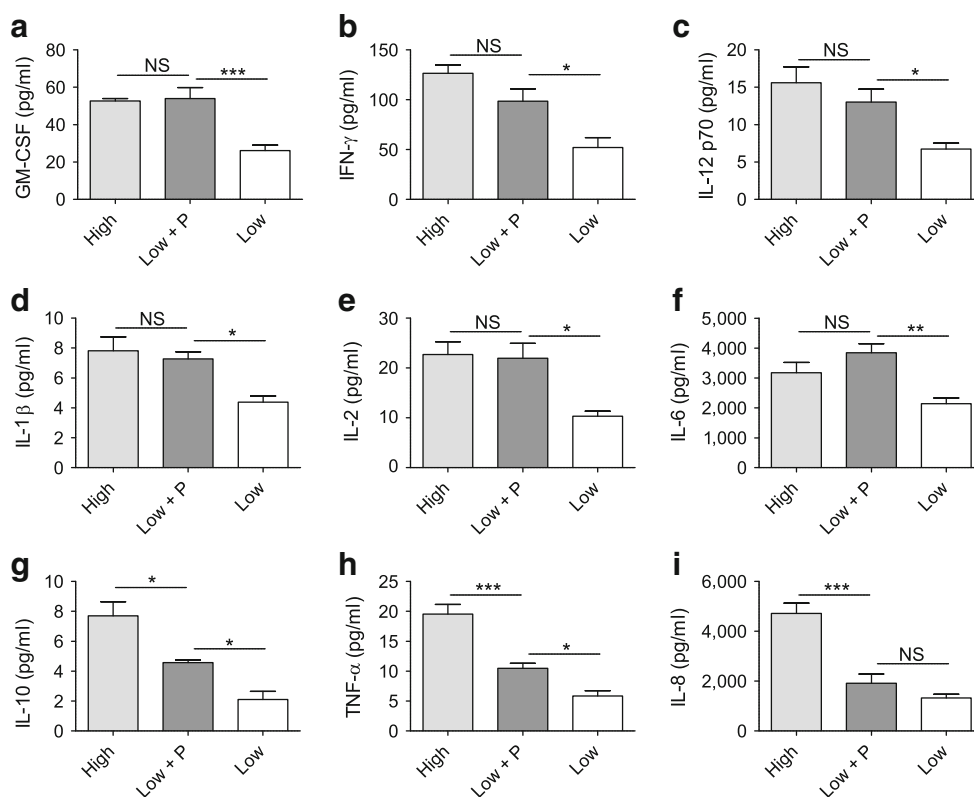 a
GM-CSF (pg/ml)
80
60
40
20
0
NS
***
High
Low + P
Low
b
IFN-γ (pg/ml)
150
100
50
0
NS
*
High
Low + P
Low
c
IL-12 p70 (pg/ml)
20
15
10
5
0
NS
*
High
Low + P
Low
d
IL-1β (pg/ml)
10
8
6
4
2
0
NS
*
High
Low + P
Low
e
IL-2 (pg/ml)
30
20
10
0
NS
*
High
Low + P
Low
f
IL-6 (pg/ml)
5,000
4,000
3,000
2,000
1,000
0
NS
**
High
Low + P
Low
g
IL-10 (pg/ml)
10
8
6
4
2
0
*
*
High
Low + P
Low
h
TNF-α (pg/ml)
25
20
15
10
5
0
***
*
High
Low + P
Low
i
IL-8 (pg/ml)
6,000
4,000
2,000
0
***
NS
High
Low + P
Low